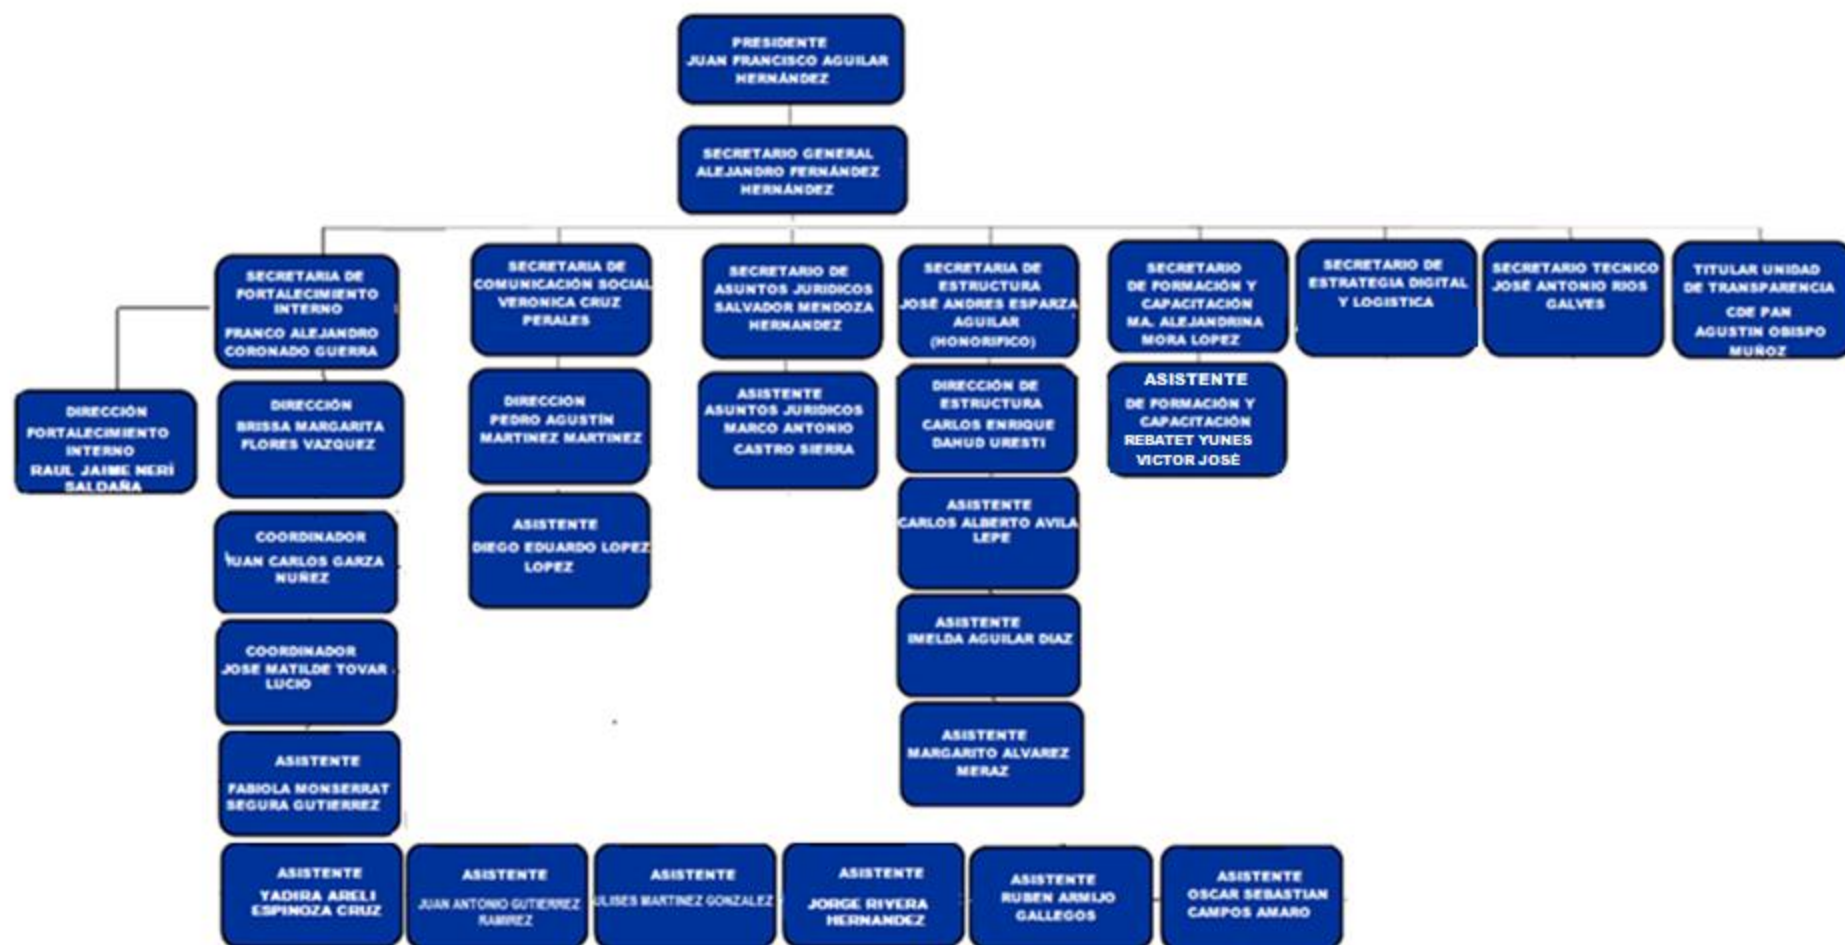 PRESIDENTE
JUAN FRANCISCO AGUILAR
HERNÁNDEZ
SECRETARIO GENERAL
ALEJANDRO FERNÁNDEZ
HERNÁNDEZ
SECRETARIA DE
FORTALECIMIENTO
INTERNO
FRANCO ALEJANDRO
CORONADO GUERRA
SECRETARIA DE
COMUNICACIÓN SOCIAL
VERONICA CRUZ
PERALES
SECRETARIO DE
ASUNTOS JURIDICOS
SALVADOR MENDOZA
HERNANDEZ
SECRETARIA DE
ESTRUCTURA
JOSÉ ANDRES ESPARZA
AGUILAR
(HONORIFICO)
SECRETARIO
DE FORMACIÓN Y
CAPACITACIÓN
MA. ALEJANDRINA
MORA LOPEZ
SECRETARIO DE
ESTRATEGIA DIGITAL
Y LOGISTICA
SECRETARIO TECNICO
JOSÉ ANTONIO RIOS
GALVES
TITULAR UNIDAD
DE TRANSPARENCIA
CDE PAN
AGUSTIN OBISPO
MUÑOZ
DIRECCIÓN
FORTALECIMIENTO
INTERNO
RAUL JAIME NERÍ
SALDAÑA
DIRECCIÓN
BRISSA MARGARITA
FLORES VAZQUEZ
DIRECCIÓN
PEDRO AGUSTÍN
MARTINEZ MARTINEZ
ASISTENTE
ASUNTOS JURIDICOS
MARCO ANTONIO
CASTRO SIERRA
DIRECCIÓN DE
ESTRUCTURA
CARLOS ENRIQUE
DAHUD URESTI
ASISTENTE
DE FORMACIÓN Y
CAPACITACIÓN
REBATET YUNES
VICTOR JOSÈ
COORDINADOR
JUAN CARLOS GARZA
NUÑEZ
ASISTENTE
DIEGO EDUARDO LOPEZ
LOPEZ
ASISTENTE
CARLOS ALBERTO AVILA
LEPE
COORDINADOR
JOSE MATILDE TOVAR
LUCIO
ASISTENTE
IMELDA AGUILAR DIAZ
ASISTENTE
FABIOLA MONSERRAT
SEGURA GUTIERREZ
ASISTENTE
MARGARITO ALVAREZ
MERAZ
ASISTENTE
YADIRA ARELI
ESPINOZA CRUZ
ASISTENTE
JUAN ANTONIO GUTIERREZ
RAMIREZ
ASISTENTE
ULISES MARTINEZ GONZALEZ
ASISTENTE
JORGE RIVERA
HERNANDEZ
ASISTENTE
RUBEN ARMIJO
GALLEGOS
ASISTENTE
OSCAR SEBASTIAN
CAMPOS AMARO